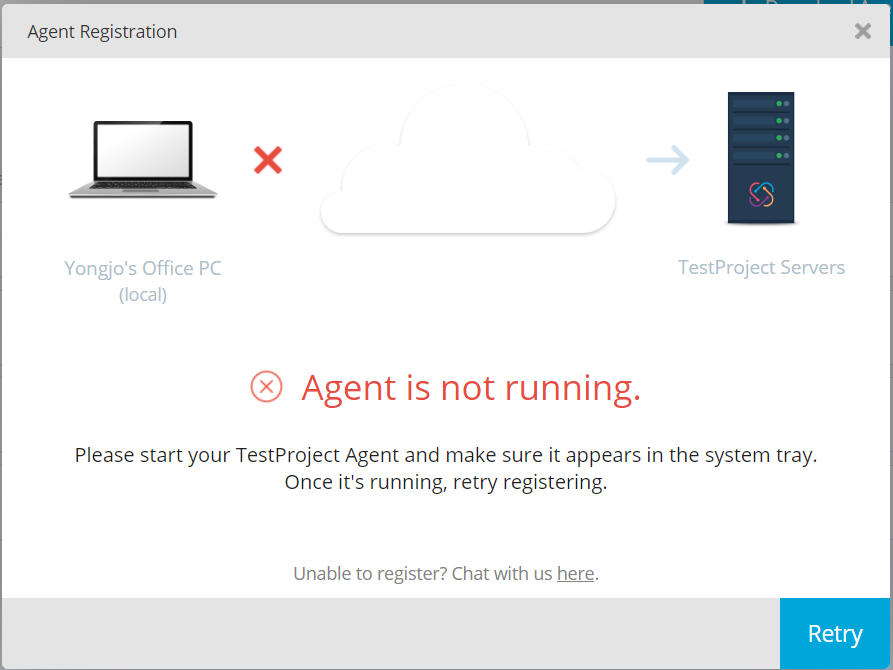 Agent Registration
Yongjo's Office PC
(local)
TestProject Servers
Agent is not running.
Please start your TestProject Agent and make sure it appears in the system tray.
Once it's running, retry registering.
Unable to register? Chat with us here.
Retry